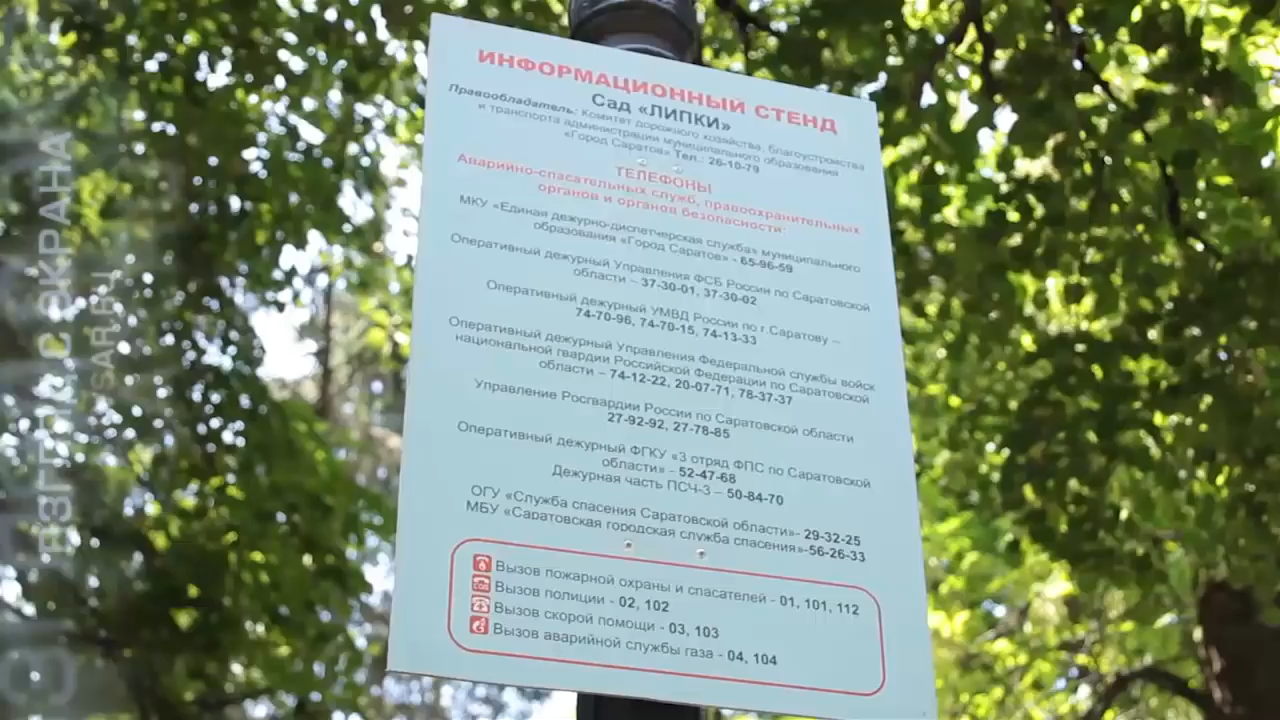 ИНФОРМАЦИОННЫЙ СТЕНД
Сад «ЛИПКИ»
Правообладатель: Комитет дорожного хозяйства, благоустройства
и транспорта администрации муниципального образования
«Город Саратов» Тел.: 26-10-79
ТЕЛЕФОНЫ
Аварийно-спасательных служб, правоохранительных
органов и органов безопасности:
МКУ «Единая дежурно-диспетчерская служба» муниципального
образования «Город Саратов» - 65-96-59
Оперативный дежурный Управления ФСБ России по Саратовской
области – 37-30-01, 37-30-02
Оперативный дежурный УМВД России по г.Саратову –
74-70-96, 74-70-15, 74-13-33
Оперативный дежурный Управления Федеральной службы войск
национальной гвардии Российской Федерации по Саратовской
области – 74-12-22, 20-07-71, 78-37-37
Управление Росгвардии России по Саратовской области
27-92-92, 27-78-85
Оперативный дежурный ФГКУ «3 отряд ФПС по Саратовской
области» - 52-47-68
Дежурная часть ПСЧ-3 – 50-84-70
ОГУ «Служба спасения Саратовской области»- 29-32-25
МБУ «Саратовская городская служба спасения»-56-26-33
Вызов пожарной охраны и спасателей - 01, 101, 112
Вызов полиции - 02, 102
Вызов скорой помощи - 03, 103
Вызов аварийной службы газа - 04, 104
ВЗГЛЯД С ЭКРАНА